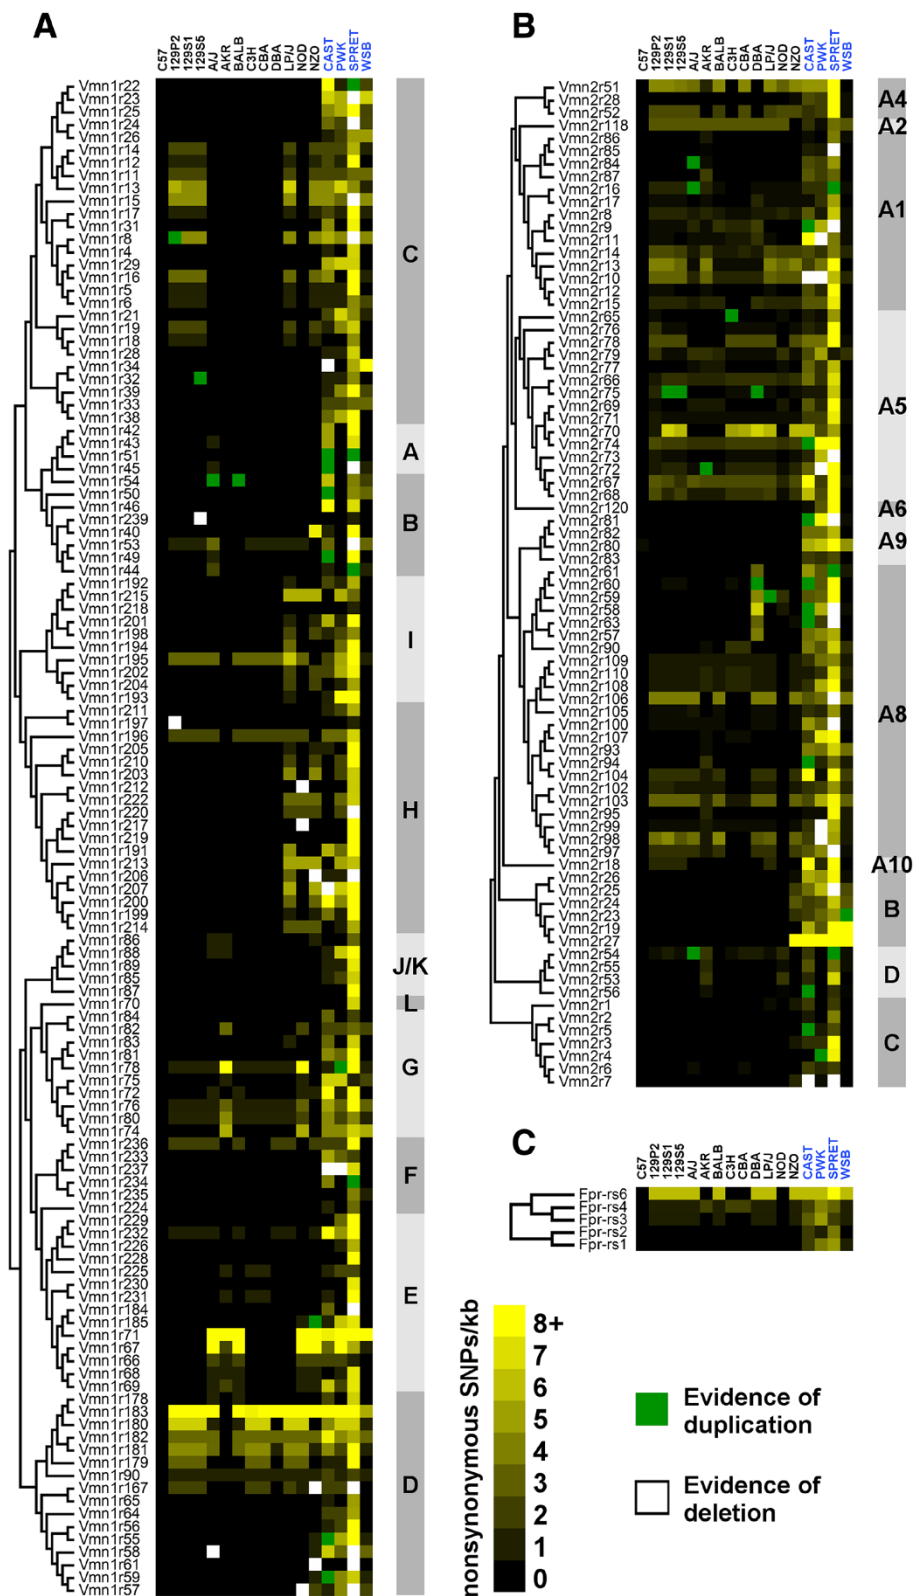 A
C57 129P2 129S1 129S5 A/J AKR BALB C3H CBA DBA LP/J NOD NZO CAST PWK SPRET WSB
Vmn1r22
Vmn1r23
Vmn1r25
Vmn1r24
Vmn1r26
Vmn1r14
Vmn1r12
Vmn1r11
Vmn1r13
Vmn1r15
Vmn1r17
Vmn1r31
Vmn1r8
Vmn1r4
Vmn1r29
Vmn1r16
Vmn1r5
Vmn1r6
Vmn1r21
Vmn1r19
Vmn1r18
Vmn1r28
Vmn1r34
Vmn1r32
Vmn1r39
Vmn1r33
Vmn1r38
Vmn1r42
Vmn1r43
Vmn1r51
Vmn1r45
Vmn1r54
Vmn1r50
Vmn1r46
Vmn1r239
Vmn1r40
Vmn1r53
Vmn1r49
Vmn1r44
Vmn1r192
Vmn1r215
Vmn1r218
Vmn1r201
Vmn1r198
Vmn1r194
Vmn1r195
Vmn1r202
Vmn1r204
Vmn1r193
Vmn1r211
Vmn1r197
Vmn1r196
Vmn1r205
Vmn1r210
Vmn1r203
Vmn1r212
Vmn1r222
Vmn1r220
Vmn1r217
Vmn1r219
Vmn1r191
Vmn1r213
Vmn1r206
Vmn1r207
Vmn1r200
Vmn1r199
Vmn1r214
Vmn1r86
Vmn1r88
Vmn1r89
Vmn1r85
Vmn1r87
Vmn1r70
Vmn1r84
Vmn1r82
Vmn1r83
Vmn1r81
Vmn1r78
Vmn1r75
Vmn1r72
Vmn1r76
Vmn1r80
Vmn1r74
Vmn1r236
Vmn1r233
Vmn1r237
Vmn1r234
Vmn1r235
Vmn1r224
Vmn1r229
Vmn1r232
Vmn1r226
Vmn1r228
Vmn1r225
Vmn1r230
Vmn1r231
Vmn1r184
Vmn1r185
Vmn1r71
Vmn1r67
Vmn1r66
Vmn1r68
Vmn1r69
Vmn1r178
Vmn1r183
Vmn1r180
Vmn1r182
Vmn1r181
Vmn1r179
Vmn1r90
Vmn1r167
Vmn1r65
Vmn1r64
Vmn1r56
Vmn1r55
Vmn1r58
Vmn1r61
Vmn1r59
Vmn1r57
C
A
B
I
H
J/K
L
G
F
E
D
B
C57 129P2 129S1 129S5 A/J AKR BALB C3H CBA DBA LP/J NOD NZO CAST PWK SPRET WSB
Vmn2r51
Vmn2r28
Vmn2r52
Vmn2r118
Vmn2r86
Vmn2r85
Vmn2r84
Vmn2r87
Vmn2r16
Vmn2r17
Vmn2r8
Vmn2r9
Vmn2r11
Vmn2r14
Vmn2r13
Vmn2r10
Vmn2r12
Vmn2r15
Vmn2r65
Vmn2r76
Vmn2r78
Vmn2r79
Vmn2r77
Vmn2r66
Vmn2r75
Vmn2r69
Vmn2r71
Vmn2r70
Vmn2r74
Vmn2r73
Vmn2r72
Vmn2r67
Vmn2r68
Vmn2r120
Vmn2r81
Vmn2r82
Vmn2r80
Vmn2r83
Vmn2r61
Vmn2r60
Vmn2r59
Vmn2r58
Vmn2r63
Vmn2r57
Vmn2r90
Vmn2r109
Vmn2r110
Vmn2r108
Vmn2r106
Vmn2r105
Vmn2r100
Vmn2r107
Vmn2r93
Vmn2r94
Vmn2r104
Vmn2r102
Vmn2r103
Vmn2r95
Vmn2r99
Vmn2r98
Vmn2r97
Vmn2r18
Vmn2r26
Vmn2r25
Vmn2r24
Vmn2r23
Vmn2r19
Vmn2r27
Vmn2r54
Vmn2r55
Vmn2r53
Vmn2r56
Vmn2r1
Vmn2r2
Vmn2r5
Vmn2r3
Vmn2r4
Vmn2r6
Vmn2r7
A4
A2
A1
A5
A6
A9
A8
A10
B
D
C
C
C57 129P2 129S1 129S5 A/J AKR BALB C3H CBA DBA LP/J NOD NZO CAST PWK SPRET WSB
Fpr-rs6
Fpr-rs4
Fpr-rs3
Fpr-rs2
Fpr-rs1
nonsynonymous SNPs/kb
8+
7
6
5
4
3
2
1
0
Evidence of
duplication
Evidence of
deletion